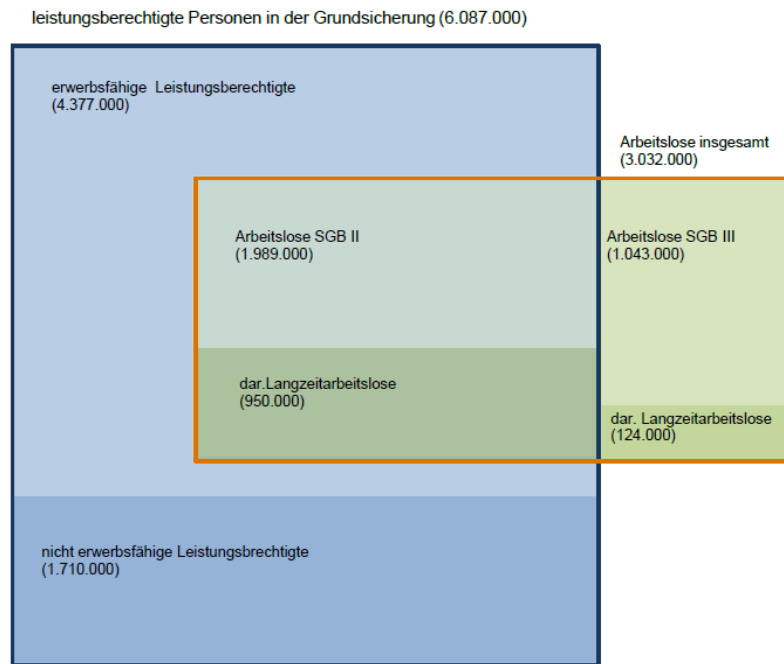 leistungsberechtigte Personen in der Grundsicherung (6.087.000)
erwerbsfähige Leistungsberechtigte
(4.377.000)
Arbeitslose insgesamt
(3.032.000)
Arbeitslose SGB II
(1.989.000)
Arbeitslose SGB III
(1.043.000)
dar.Langzeitarbeitslose
(950.000)
dar. Langzeitarbeitslose
(124.000)
nicht erwerbsfähige Leistungsbrechtigte
(1.710.000)